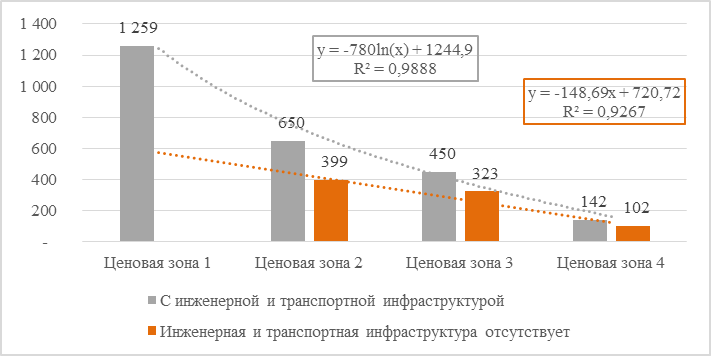 1 400
1 259
1 200
y = -780ln(x) + 1244,9
R² = 0,9888
1 000
y = -148,69x + 720,72
R² = 0,9267
800
650
600
399
450
323
400
142
102
200
-
Ценовая зона 1
Ценовая зона 2
Ценовая зона 3
Ценовая зона 4
С инженерной и транспортной инфраструктурой
Инженерная и транспортная инфраструктура отсутствует